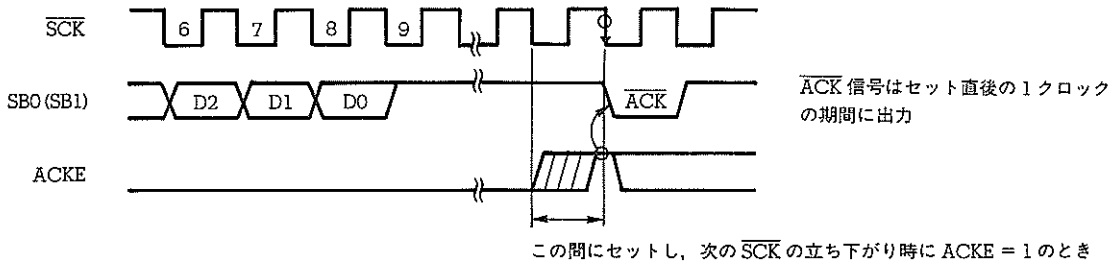 SCK
6 7 8 9
SB0(SB1)
D2 D1 D0 ACK
ACK 信号はセット直後の1クロック
の期間に出力
ACKE
この間にセットし，次の SCK の立ち下がり時に ACKE = 1 のとき